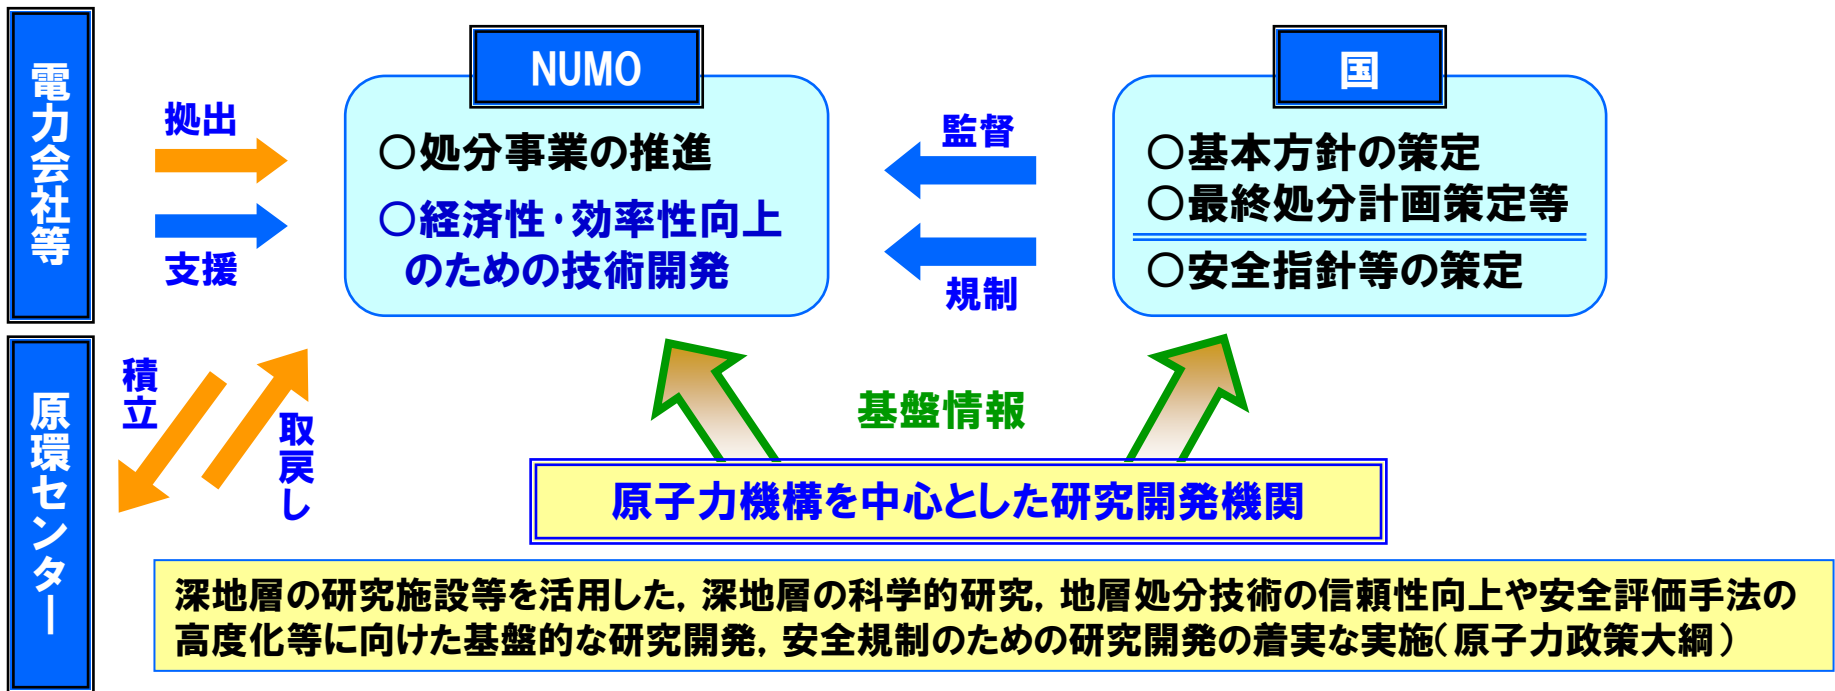 電力会社等
拠出
支援
NUMO
〇処分事業の推進
〇経済性・効率性向上
のための技術開発
監督
規制
国
〇基本方針の策定
〇最終処分計画策定等
〇安全指針等の策定
原環センター
積立
取戻し
基盤情報
原子力機構を中心とした研究開発機関
深地層の研究施設等を活用した,深地層の科学的研究,地層処分技術の信頼性向上や安全評価手法の
高度化等に向けた基盤的な研究開発,安全規制のための研究開発の着実な実施(原子力政策大綱)